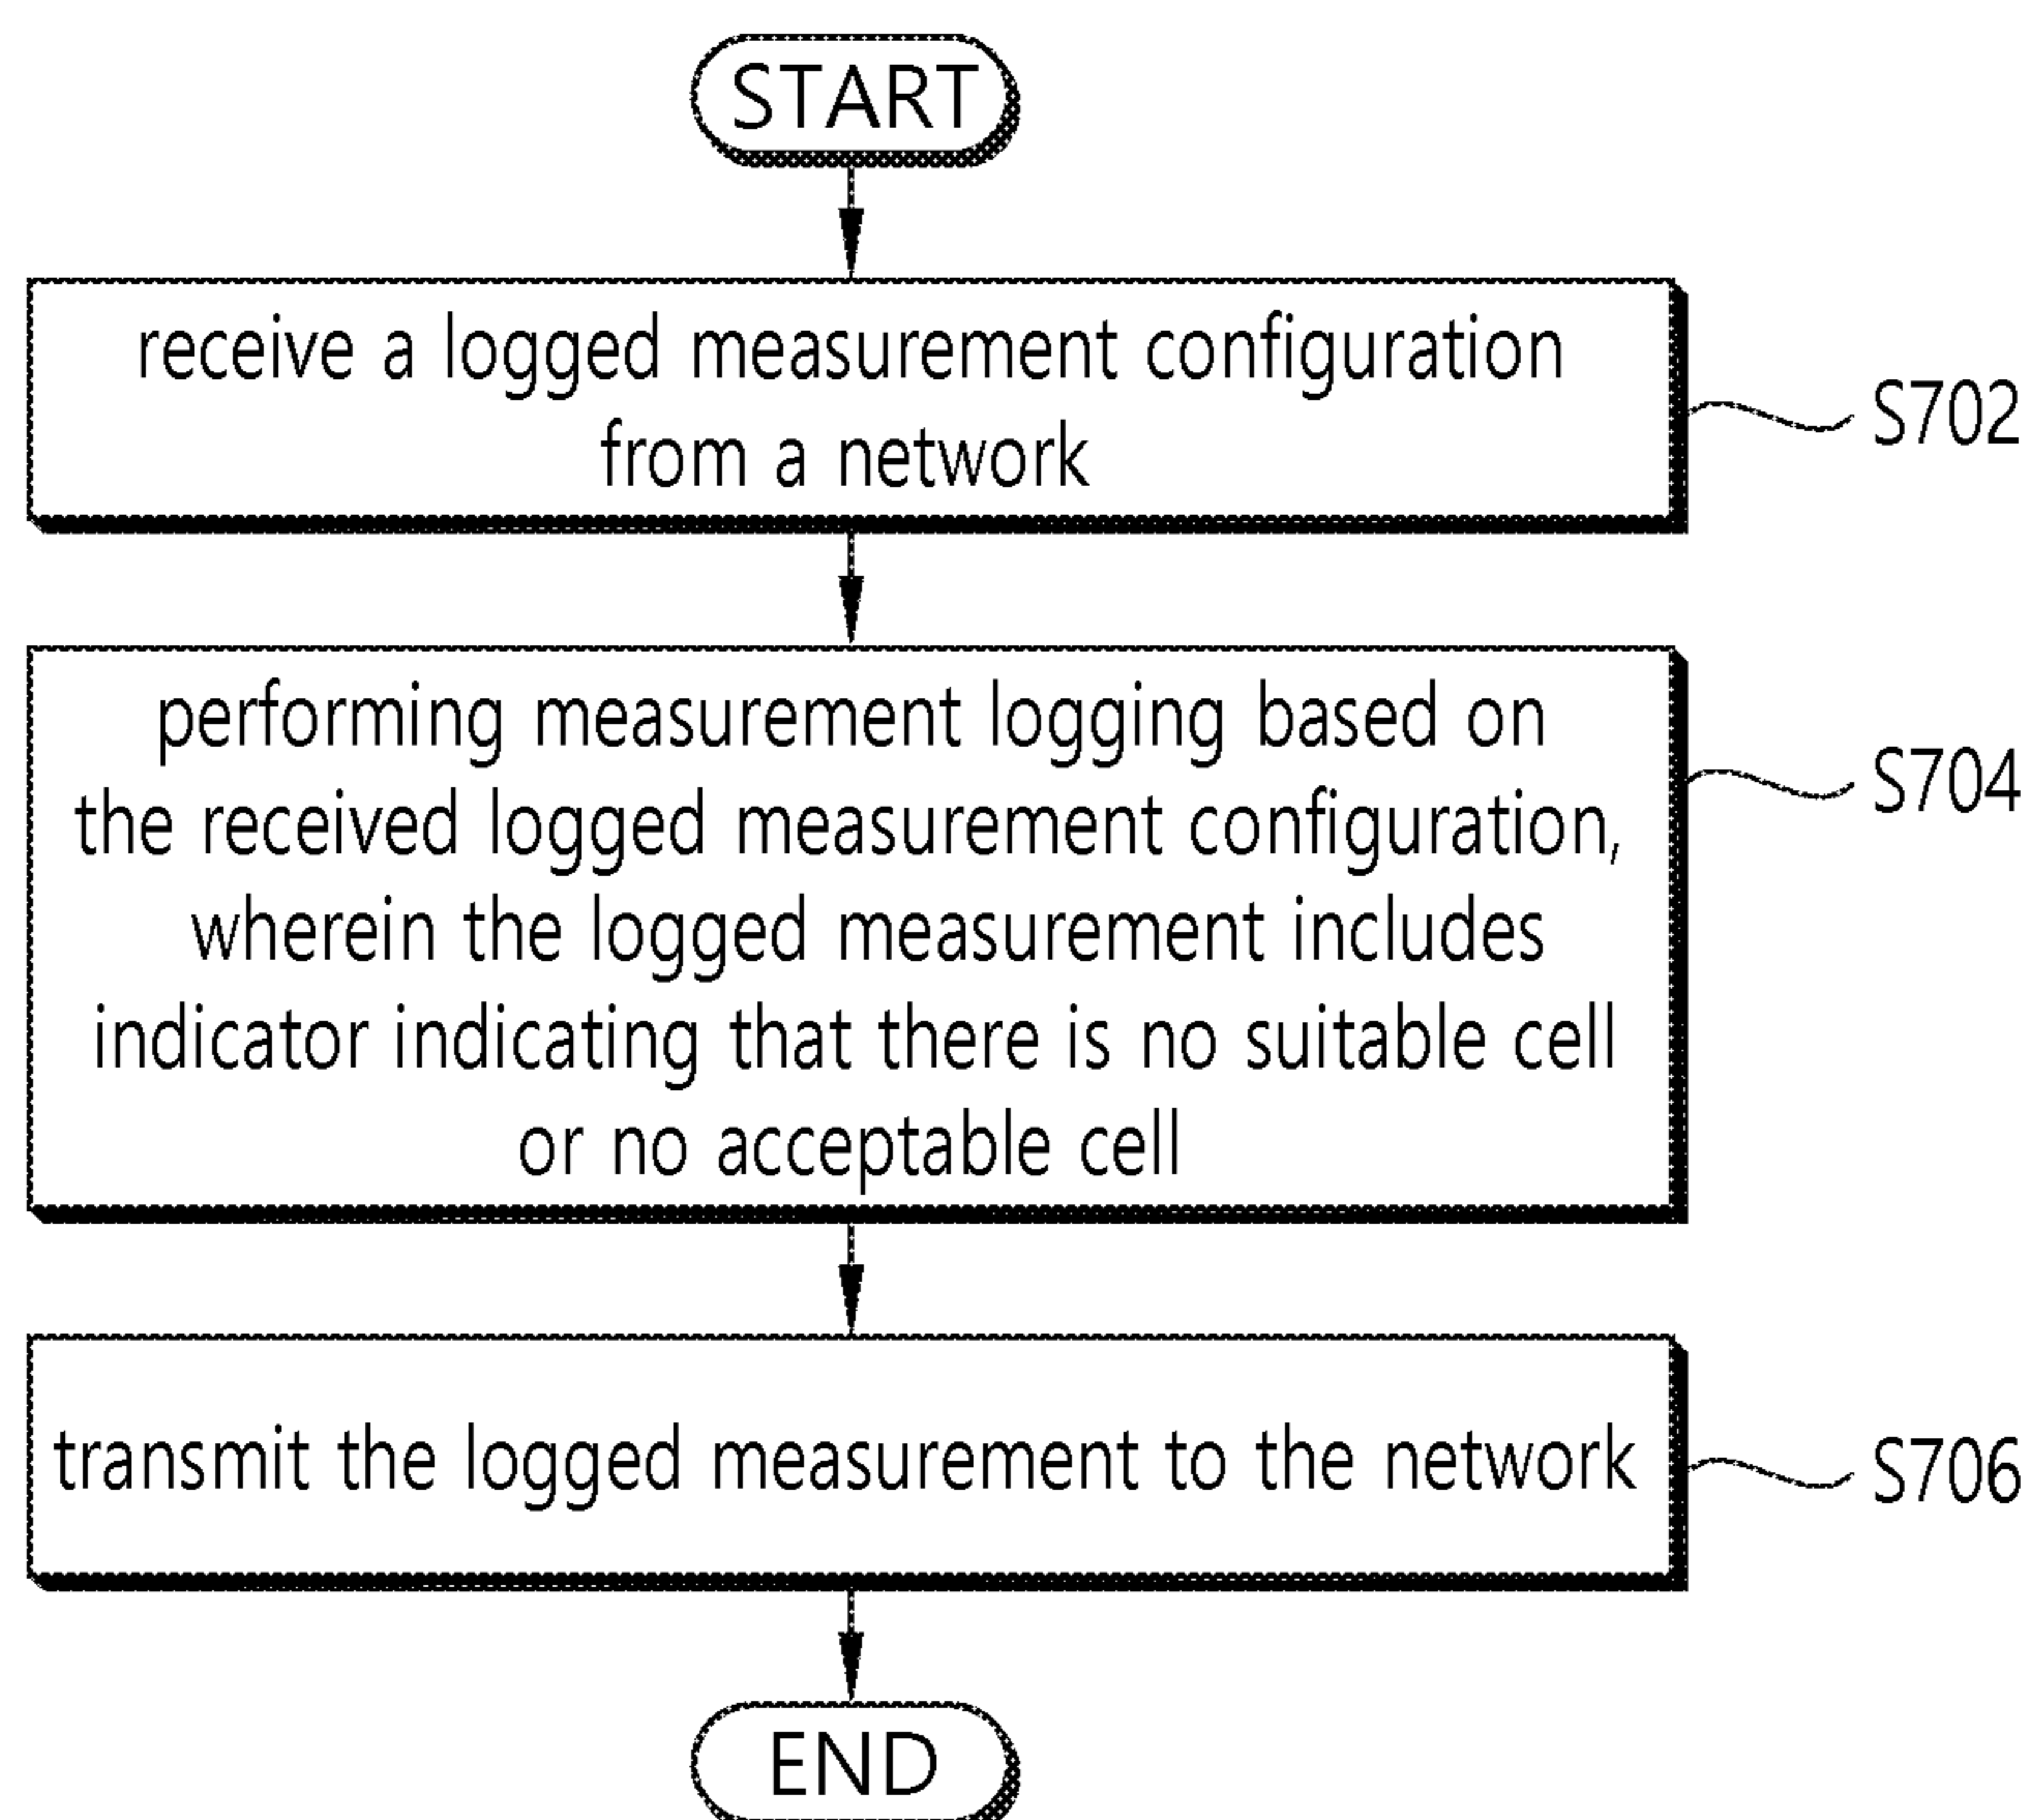 START
receive a logged measurement configuration
from a network
S702
performing measurement logging based on
the received logged measurement configuration,
wherein the logged measurement includes
indicator indicating that there is no suitable cell
or no acceptable cell
S704
transmit the logged measurement to the network
S706
END